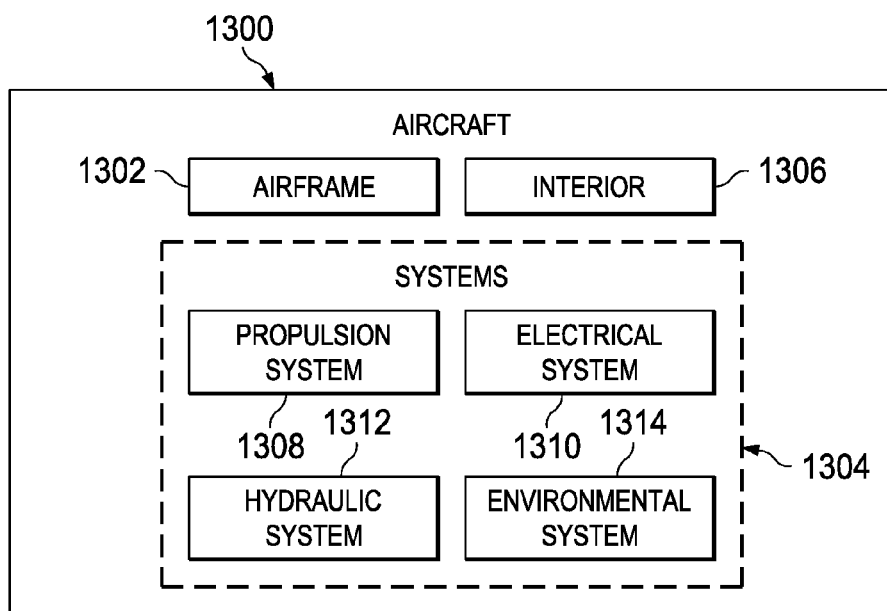 1300
AIRCRAFT
1302
AIRFRAME
INTERIOR
1306
SYSTEMS
PROPULSION
SYSTEM
ELECTRICAL
SYSTEM
1308
1312
1310
1314
1304
HYDRAULIC
SYSTEM
ENVIRONMENTAL
SYSTEM